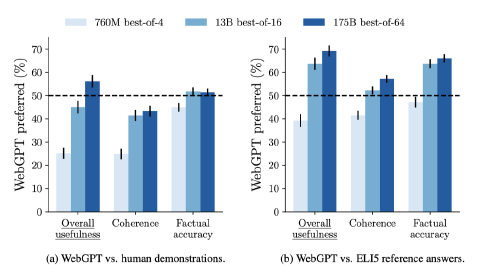 760M best-of-4 13B best-of-16 175B best-of-64
WebGPT preferred (%)
70
60
50
40
30
20
10
0
Overall usefulness
Coherence
Factual accuracy
(a) WebGPT vs. human demonstrations.
WebGPT preferred (%)
70
60
50
40
30
20
10
0
Overall usefulness
Coherence
Factual accuracy
(b) WebGPT vs. ELI5 reference answers.